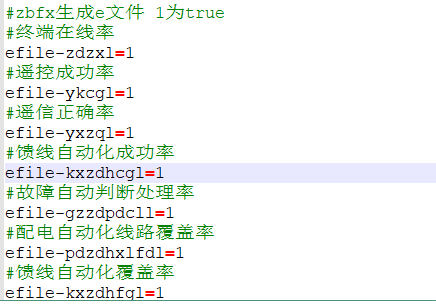 #zbfx生成e文件 1为true
#终端在线率
efile-zdzxl=1
#遥控成功率
efile-ykcgl=1
#遥信正确率
efile-yxzql=1
#馈线自动化成功率
efile-kxzdhcgl=1
#故障自动判断处理率
efile-gzzdpdcll=1
#配电自动化线路覆盖率
efile-pdzdhxlfdl=1
#馈线自动化覆盖率
efile-kxzdhfgl=1